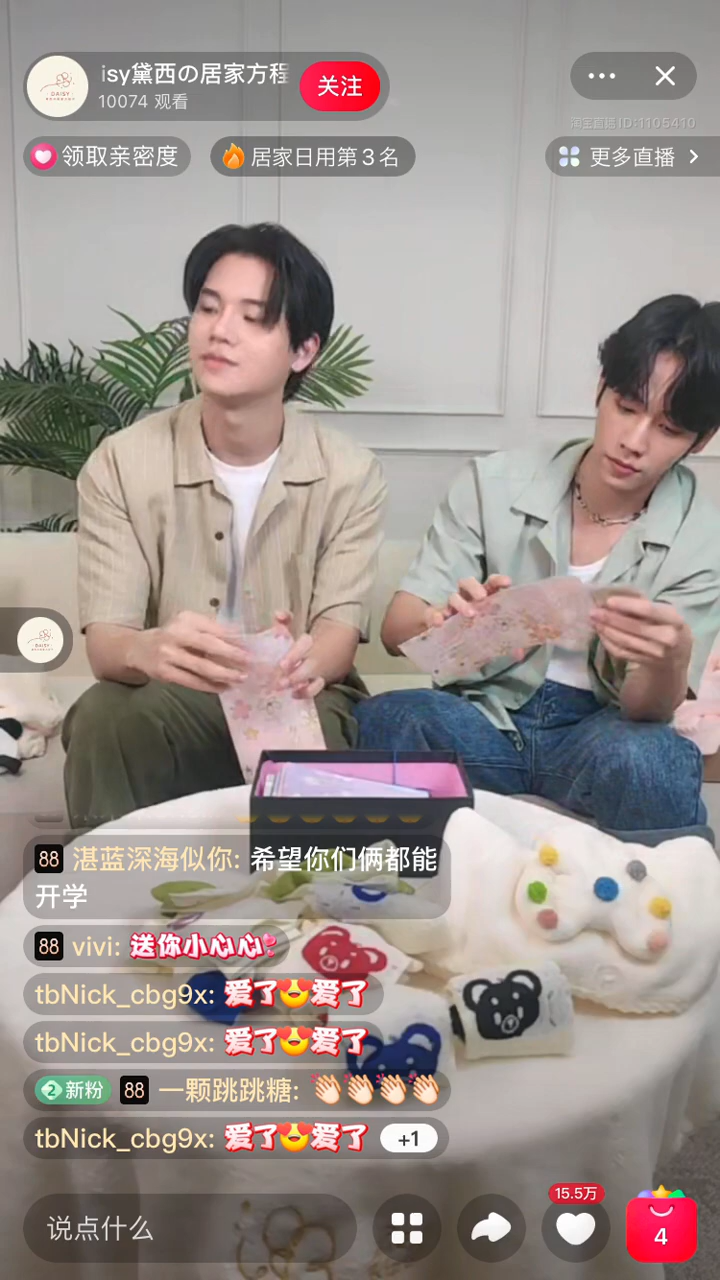 isy黛西の居家方程
10074 观看
关注
淘宝直播 ID:1105410
领取亲密度
居家日用第3名
更多直播
DAISY
88 湛蓝深海似你: 希望你们俩都能
开学
88 vivi: 送你小心心
tbNick_cbg9x: 爱了😍爱了
tbNick_cbg9x: 爱了😍爱了
2 新粉 88 一颗跳跳糖: 👏🏻👏🏻👏🏻👏🏻
tbNick_cbg9x: 爱了😍爱了 +1
说点什么
15.5万
4